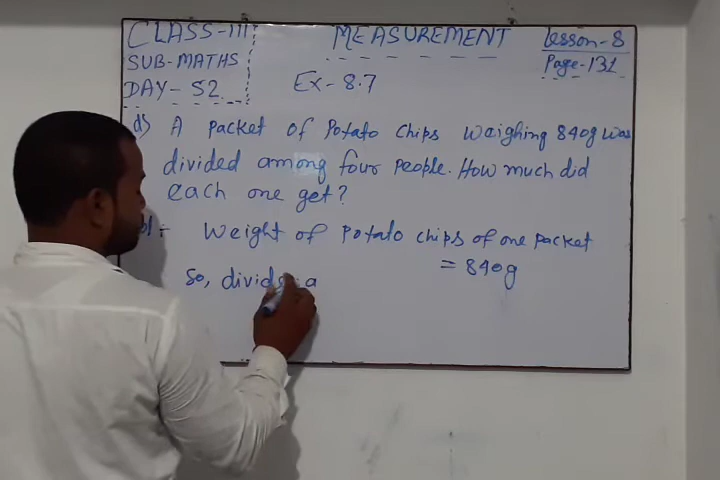 CLASS-III
SUB-MATHS
DAY-52
MEASUREMENT
Ex-8.7
Lesson-8
Page-131
d) A packet of Potato chips weighing 840g was
divided among four people. How much did
each one get?
Weight of Potato chips of one packet
= 840g
So, divide a